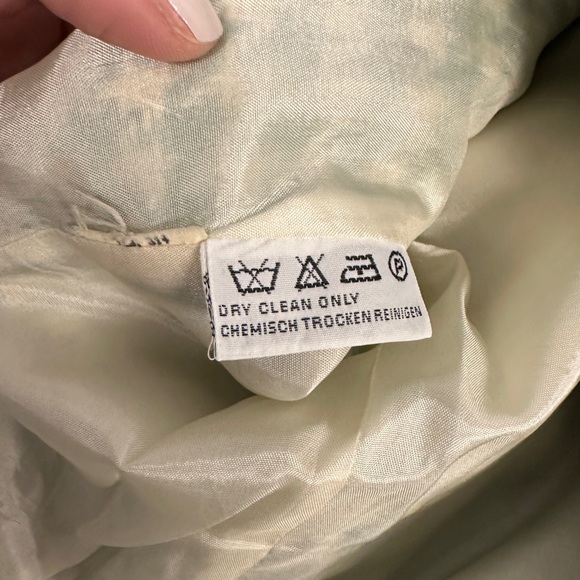 P
DRY CLEAN ONLY
CHEMISCH TROCKEN REINIGEN